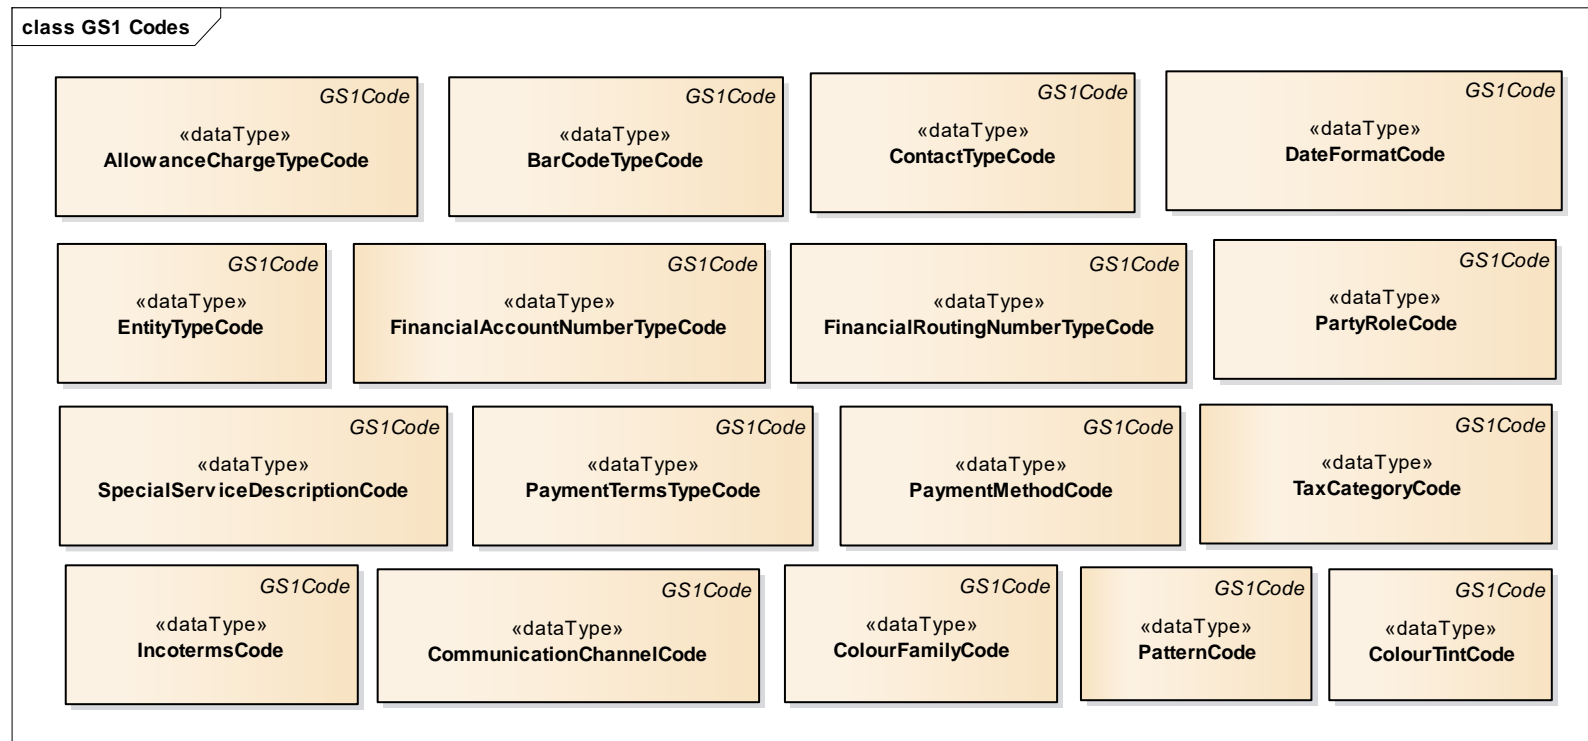 class GS1 Codes
GS1Code
«dataType»
AllowanceChargeTypeCode
GS1Code
«dataType»
BarCodeTypeCode
GS1Code
«dataType»
ContactTypeCode
GS1Code
«dataType»
DateFormatCode
GS1Code
«dataType»
EntityTypeCode
GS1Code
«dataType»
FinancialAccountNumberTypeCode
GS1Code
«dataType»
FinancialRoutingNumberTypeCode
GS1Code
«dataType»
PartyRoleCode
GS1Code
«dataType»
SpecialServiceDescriptionCode
GS1Code
«dataType»
PaymentTermsTypeCode
GS1Code
«dataType»
PaymentMethodCode
GS1Code
«dataType»
TaxCategoryCode
GS1Code
«dataType»
IncotermsCode
GS1Code
«dataType»
CommunicationChannelCode
GS1Code
«dataType»
ColourFamilyCode
GS1Code
«dataType»
PatternCode
GS1Code
«dataType»
ColourTintCode